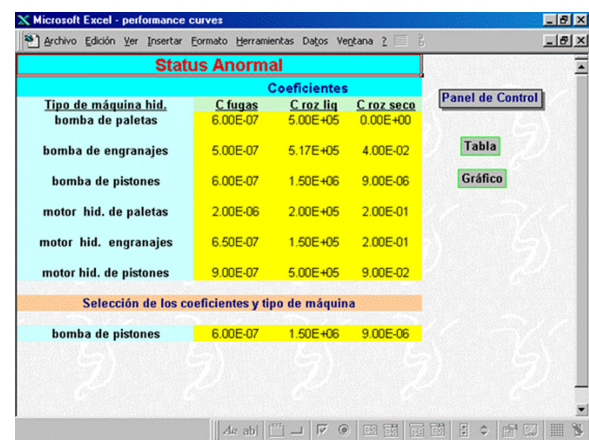 Microsoft Excel - performance curves
Archivo Edición Ver Insertar Formato Herramientas Datos Ventana ?
Status Anormal
Coeficientes
Tipo de máquina hid. C fugas C roz liq C roz seco
bomba de paletas 6.00E-07 5.00E+05 0.00E+00
bomba de engranajes 5.00E-07 5.17E+05 4.00E-02
bomba de pistones 6.00E-07 1.50E+06 9.00E-06
motor hid. de paletas 2.00E-06 2.00E+05 2.00E-01
motor hid. engranajes 6.50E-07 1.50E+05 2.00E-01
motor hid. de pistones 9.00E-07 5.00E+05 9.00E-02
Selección de los coeficientes y tipo de máquina
bomba de pistones 6.00E-07 1.50E+06 9.00E-06
Panel de Control
Tabla
Gráfico
Aa ab|